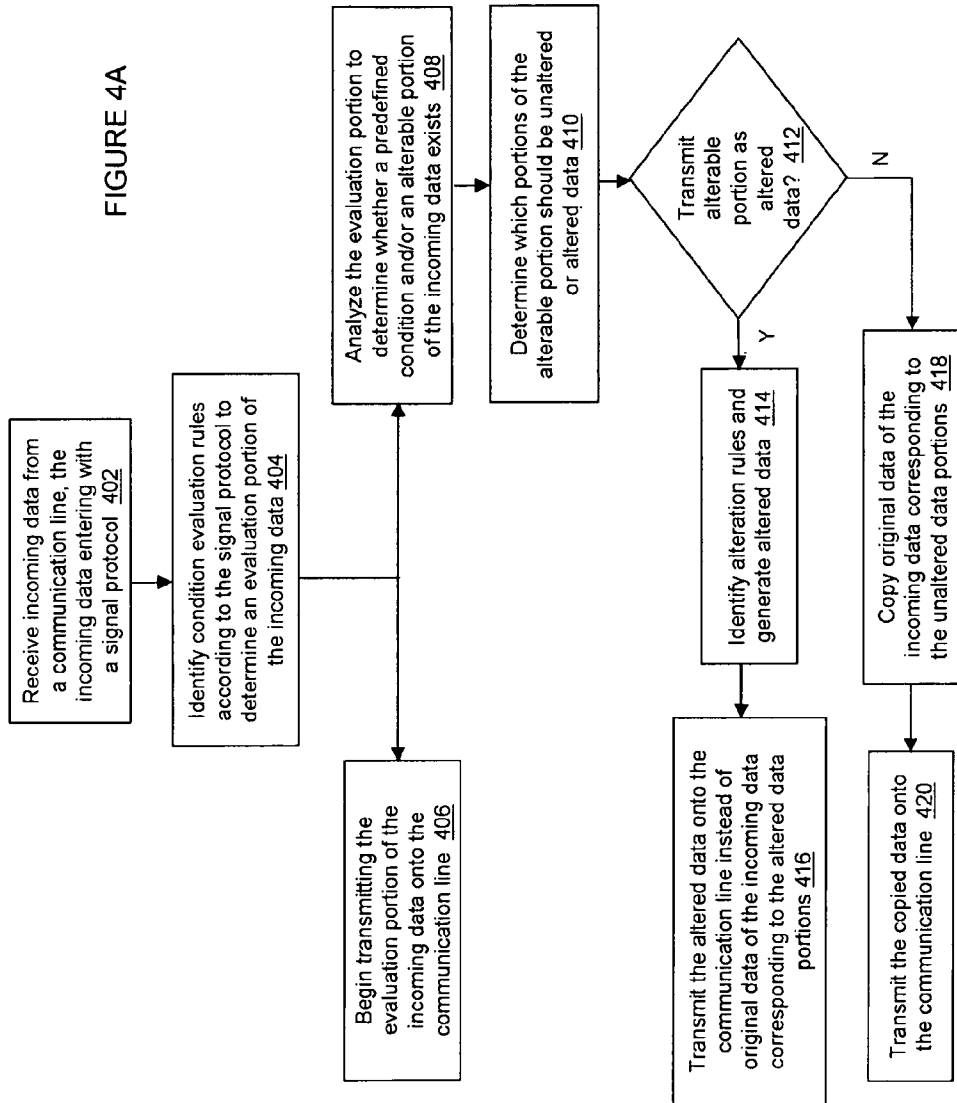 FIGURE 4A
Receive incoming data from
a communication line, the
incoming data entering with
a signal protocol 402
Identify condition evaluation rules
according to the signal protocol to
determine an evaluation portion of
the incoming data 404
Begin transmitting the
evaluation portion of the
incoming data onto the
communication line 406
Analyze the evaluation portion to
determine whether a predefined
condition and/or an alterable portion
of the incoming data exists 408
Determine which portions of the
alterable portion should be unaltered
or altered data 410
Transmit
alterable
portion as
altered
data? 412
Y
N
Identify alteration rules and
generate altered data 414
Transmit the altered data onto the
communication line instead of
original data of the incoming data
corresponding to the altered data
portions 416
Copy original data of the
incoming data corresponding to
the unaltered data portions 418
Transmit the copied data onto
the communication line 420